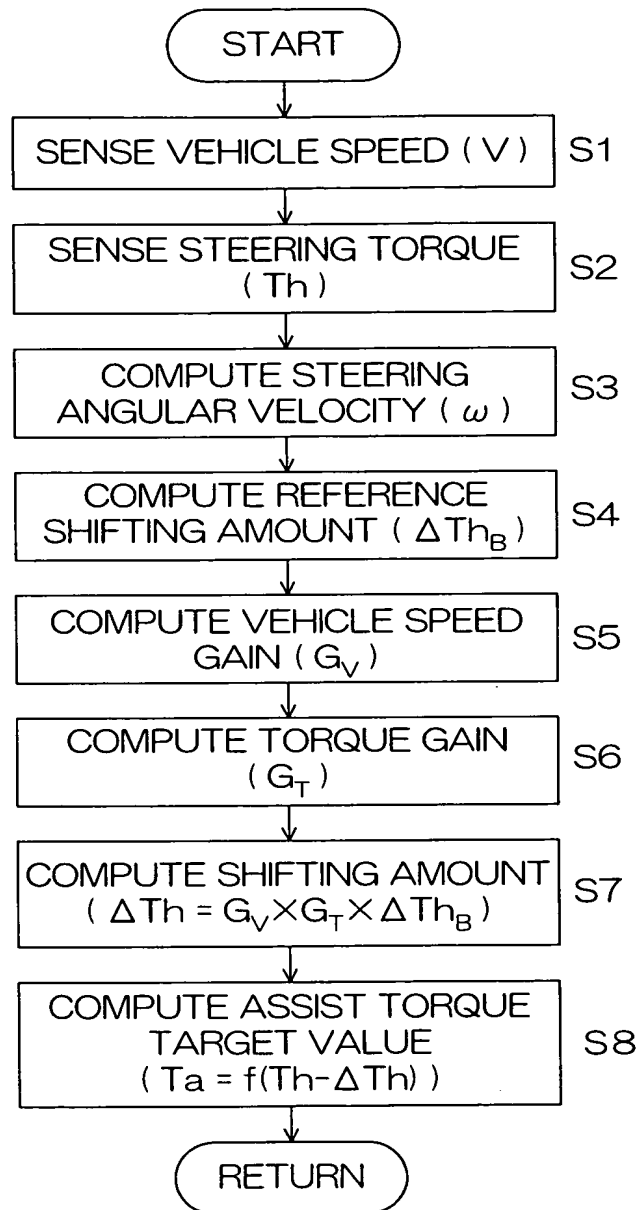 START
SENSE VEHICLE SPEED ( V )
S1
SENSE STEERING TORQUE
( Th )
S2
COMPUTE STEERING
ANGULAR VELOCITY ( ω )
S3
COMPUTE REFERENCE
SHIFTING AMOUNT ( ΔTh_B )
S4
COMPUTE VEHICLE SPEED
GAIN ( G_V )
S5
COMPUTE TORQUE GAIN
( G_T )
S6
COMPUTE SHIFTING AMOUNT
( ΔTh = G_V×G_T×ΔTh_B )
S7
COMPUTE ASSIST TORQUE
TARGET VALUE
( Ta = f(Th-ΔTh) )
S8
RETURN